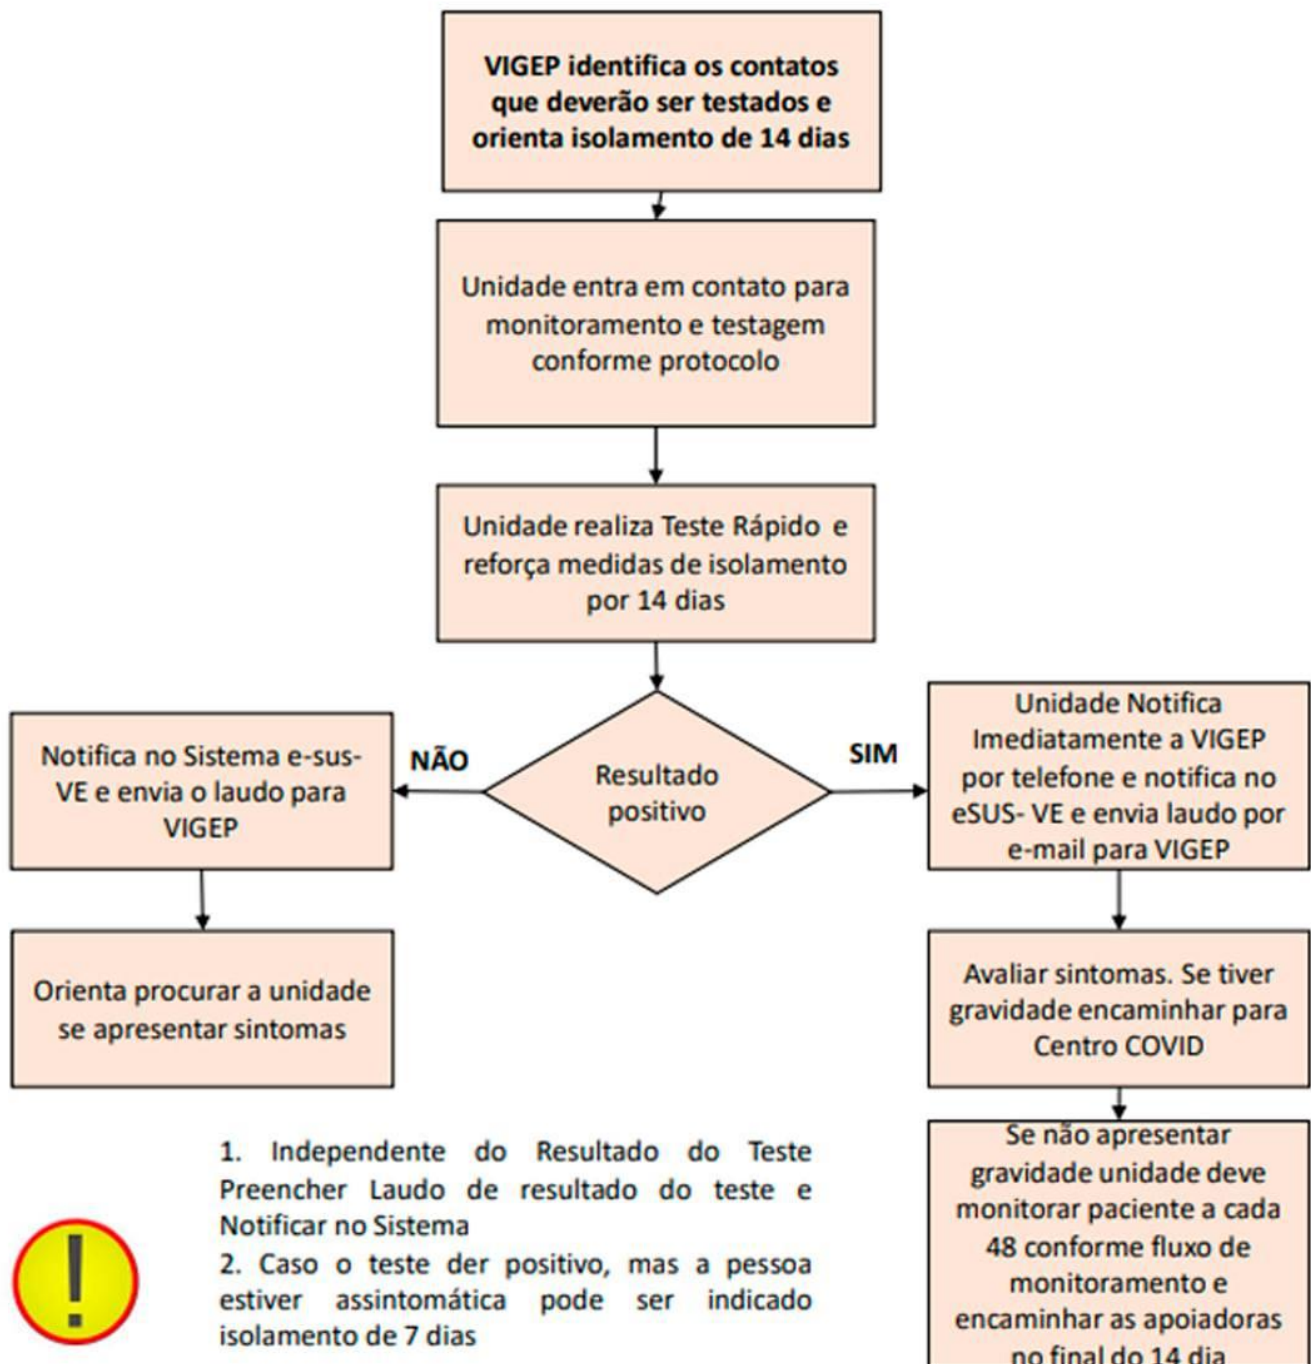 VIGEP identifica os contatos
que deverão ser testados e
orienta isolamento de 14 dias
Unidade entra em contato para
monitoramento e testagem
conforme protocolo
Unidade realiza Teste Rápido e
reforça medidas de isolamento
por 14 dias
Resultado
positivo
NÃO
Notifica no Sistema e-sus-
VE e envia o laudo para
VIGEP
Orienta procurar a unidade
se apresentar sintomas
SIM
Unidade Notifica
Imediatamente a VIGEP
por telefone e notifica no
eSUS- VE e envia laudo por
e-mail para VIGEP
Avaliar sintomas. Se tiver
gravidade encaminhar para
Centro COVID
Se não apresentar
gravidade unidade deve
monitorar paciente a cada
48 conforme fluxo de
monitoramento e
encaminhar as apoiadoras
no final do 14 dia
!
1. Independente do Resultado do Teste
Preencher Laudo de resultado do teste e
Notificar no Sistema
2. Caso o teste der positivo, mas a pessoa
estiver assintomática pode ser indicado
isolamento de 7 dias